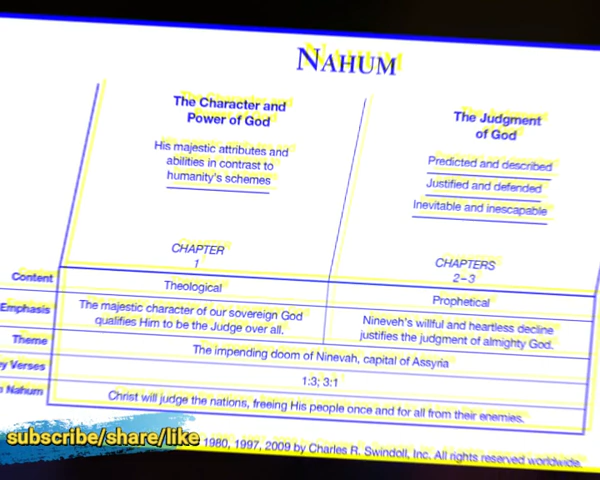 NAHUM
The Character and
Power of God
His majestic attributes and
abilities in contrast to
humanity's schemes
CHAPTER
1
The Judgment
of God
Predicted and described
Justified and defended
Inevitable and inescapable
CHAPTERS
2–3
Content
Theological
Prophetical
Emphasis
The majestic character of our sovereign God
qualifies Him to be the Judge over all.
Nineveh's willful and heartless decline
justifies the judgment of almighty God.
Theme
The impending doom of Ninevah, capital of Assyria
Verses
1:3; 3:1
Nahum
Christ will judge the nations, freeing His people once and for all from their enemies.
subscribe/share/like
1980, 1997, 2009 by Charles R. Swindoll, Inc. All rights reserved worldwide.